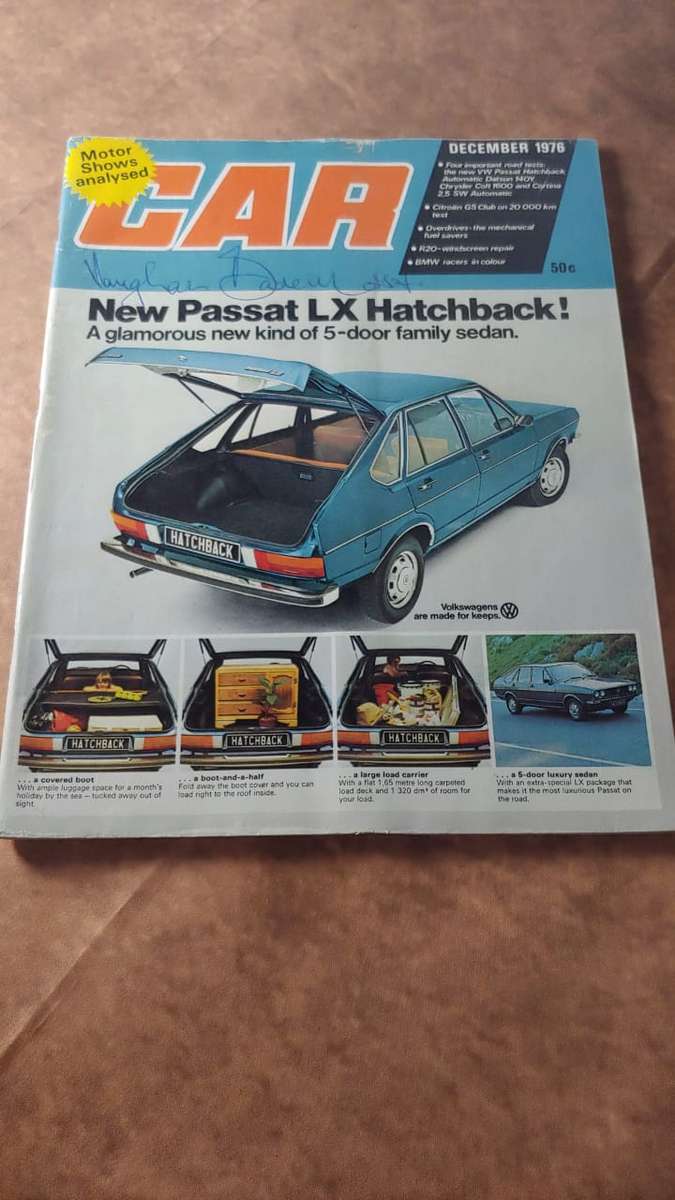 Motor
Shows
analysed
CAR
DECEMBER 1976
• Four important road tests:
the new VW Passat Hatchback
Automatic Datsun 140Y
Chrysler Colt 1600 and Cortina
2,5 SW Automatic
• Citroën GS Club on 20 000 km
test
• Overdrives-the mechanical
fuel savers
• R20-windscreen repair
• BMW racers in colour
50c
Vaughan
New Passat LX Hatchback!
A glamorous new kind of 5-door family sedan.
HATCHBACK
Volkswagens
are made for keeps.
HATCHBACK
HATCHBACK
HATCHBACK
. . . a covered boot
With ample luggage space for a month's
holiday by the sea — tucked away out of
sight.
. . . a boot-and-a-half
Fold away the boot cover and you can
load right to the roof inside.
. . . a large load carrier
With a flat 1,65 metre long carpeted
load deck and 1 320 dm³ of room for
your load.
. . . a 5-door luxury sedan
With an extra-special LX package that
makes it the most luxurious Passat on
the road.